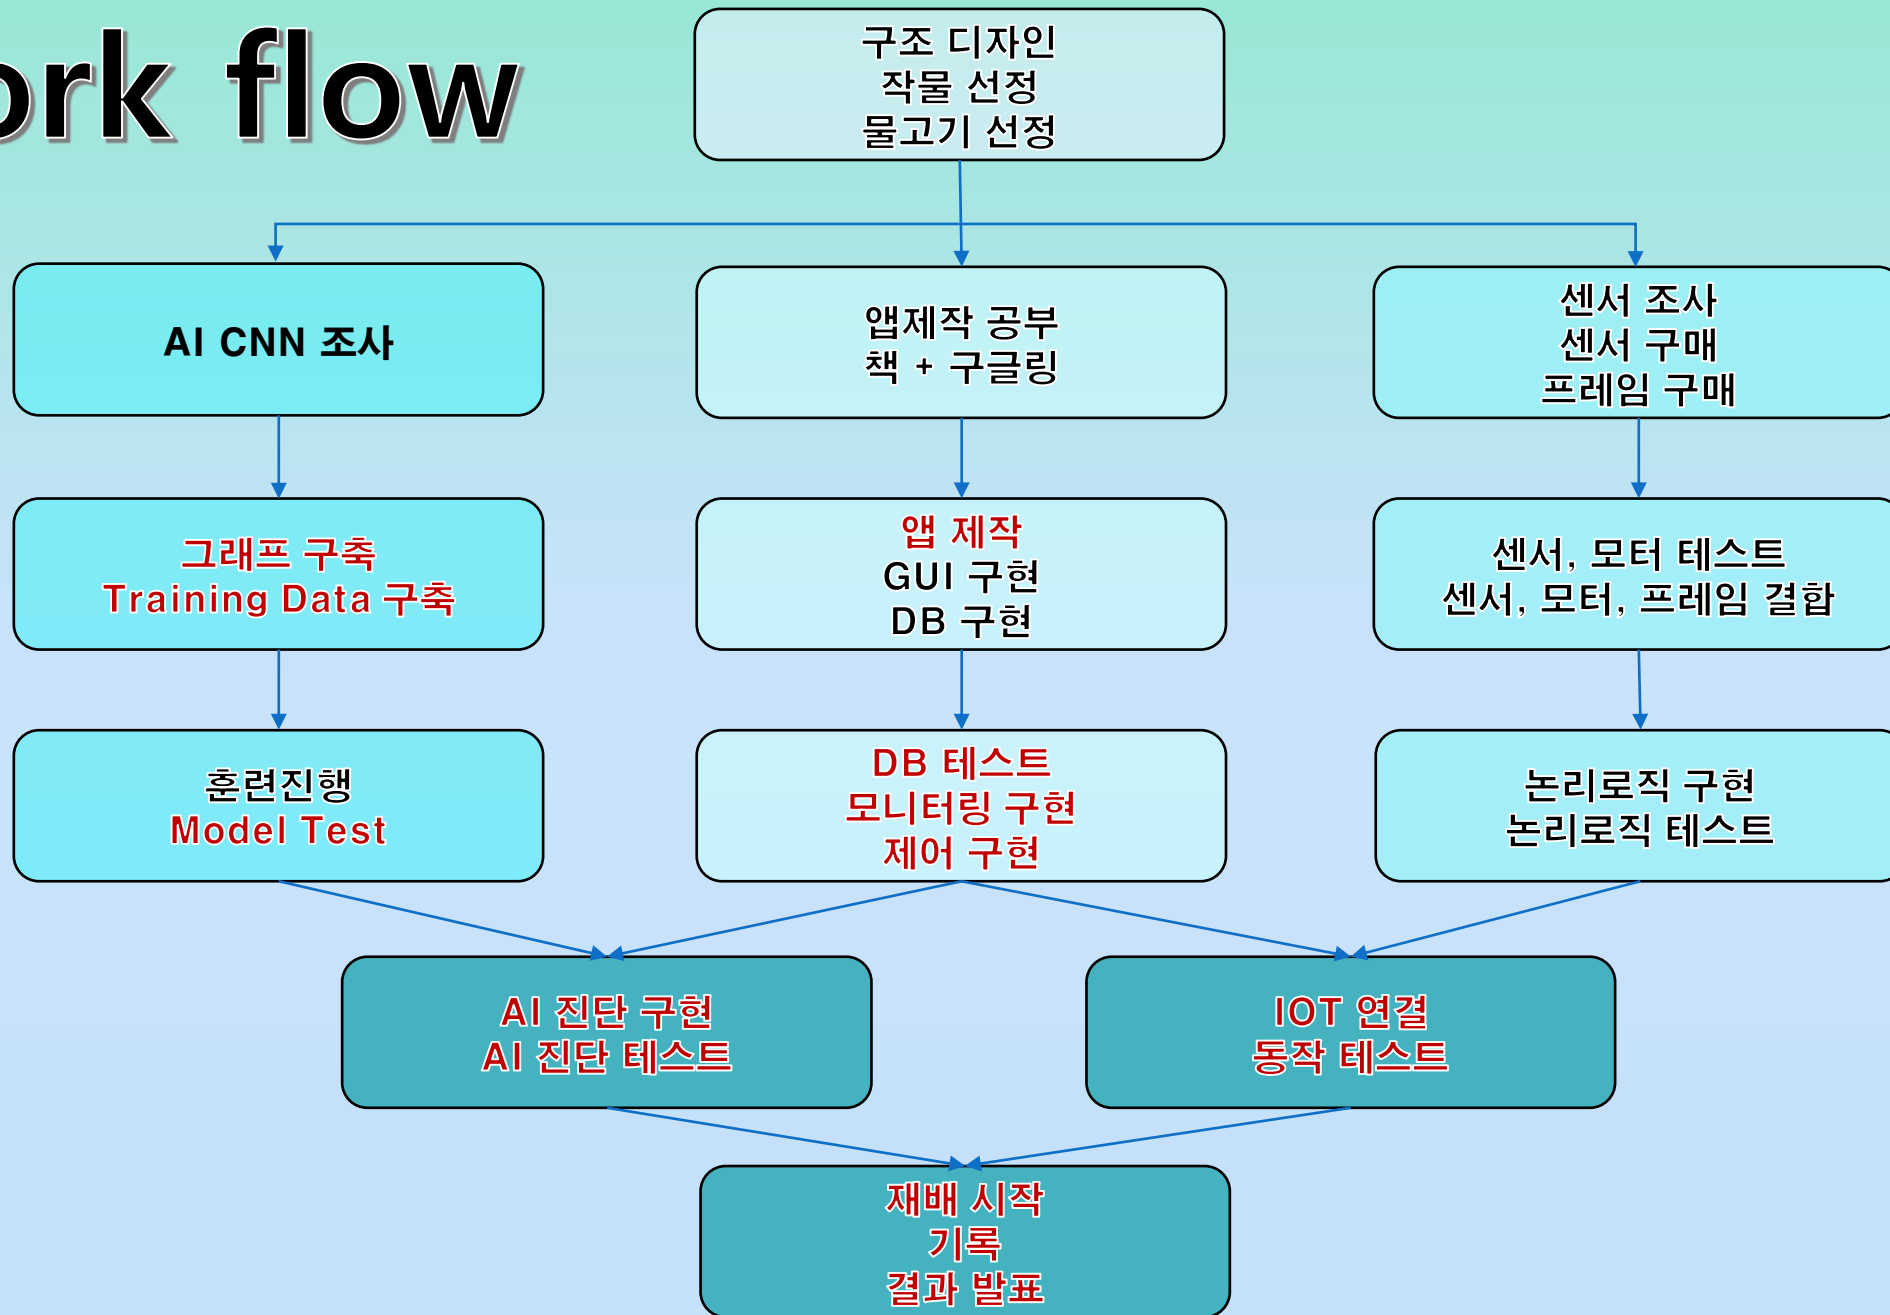 ork flow
구조 디자인
작물 선정
물고기 선정
AI CNN 조사
앱제작 공부
책 + 구글링
센서 조사
센서 구매
프레임 구매
그래프 구축
Training Data 구축
앱 제작
GUI 구현
DB 구현
센서, 모터 테스트
센서, 모터, 프레임 결합
훈련진행
Model Test
DB 테스트
모니터링 구현
제어 구현
논리로직 구현
논리로직 테스트
AI 진단 구현
AI 진단 테스트
IOT 연결
동작 테스트
재배 시작
기록
결과 발표